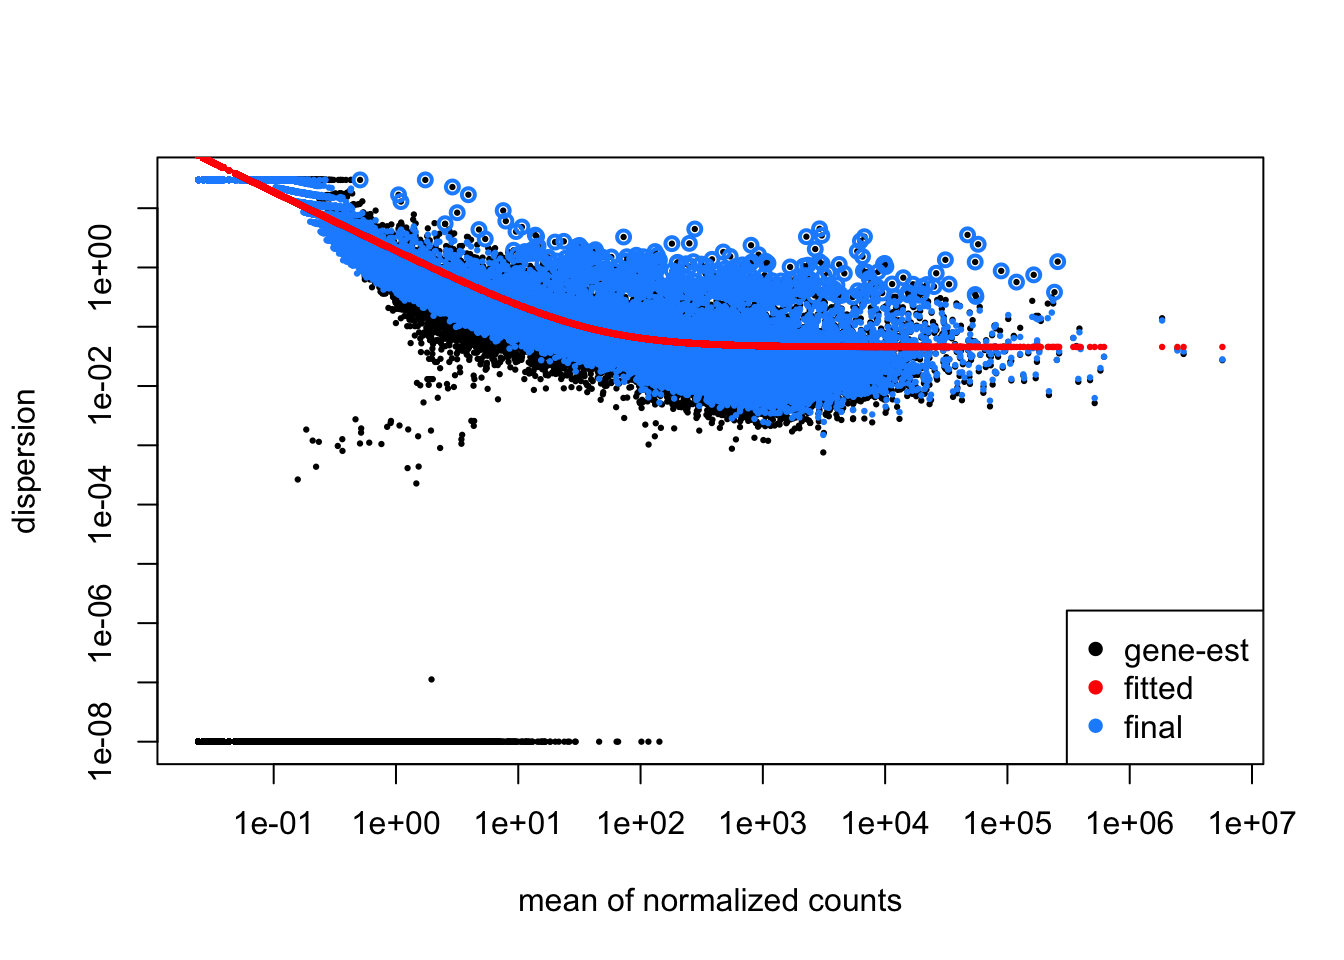 1e+00
1e-02
1e-04
1e-06
1e-08
dispersion
gene-est
fitted
final
1e-01 1e+00 1e+01 1e+02 1e+03 1e+04 1e+05 1e+06 1e+07
mean of normalized counts